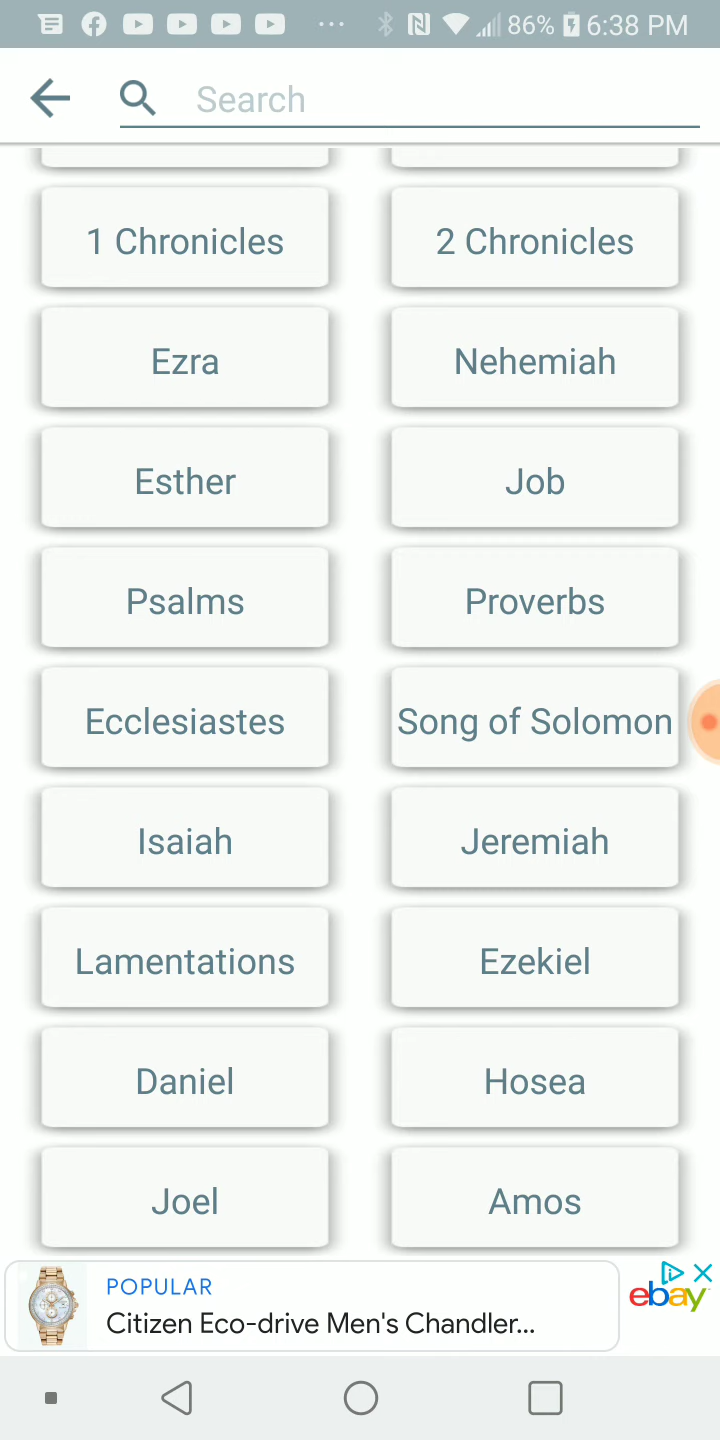 86% 6:38 PM
Search
1 Chronicles 2 Chronicles
Ezra Nehemiah
Esther Job
Psalms Proverbs
Ecclesiastes Song of Solomon
Isaiah Jeremiah
Lamentations Ezekiel
Daniel Hosea
Joel Amos
POPULAR
Citizen Eco-drive Men's Chandler...
ebay